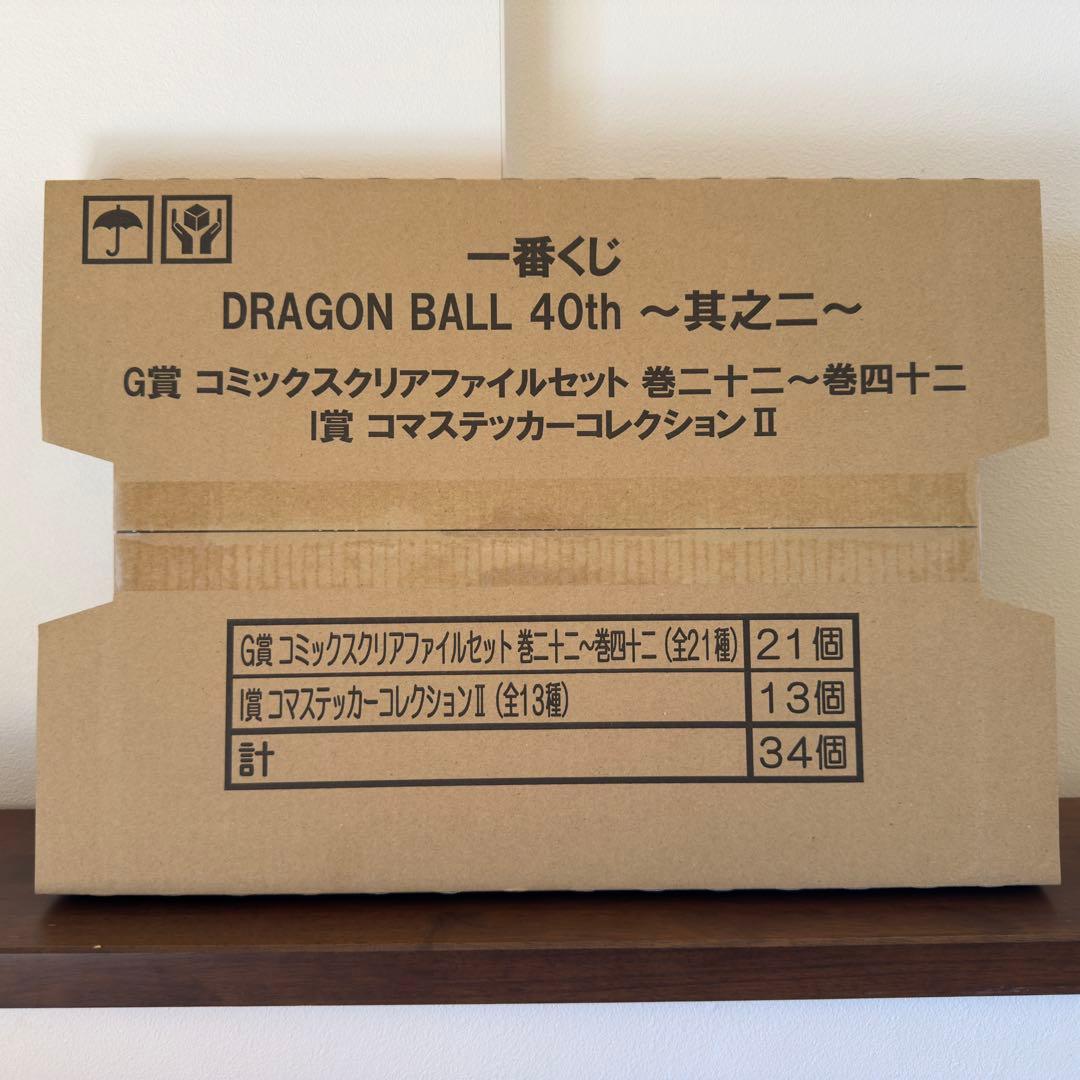 一番くじ
DRAGON BALL 40th ～其之二～
G賞 コミックスクリアファイルセット 巻二十二～巻四十二
I賞 コマステッカーコレクションⅡ
G賞 コミックスクリアファイルセット 巻二十二～巻四十二 (全21種) 21個
I賞 コマステッカーコレクションⅡ (全13種) 13個
計 34個